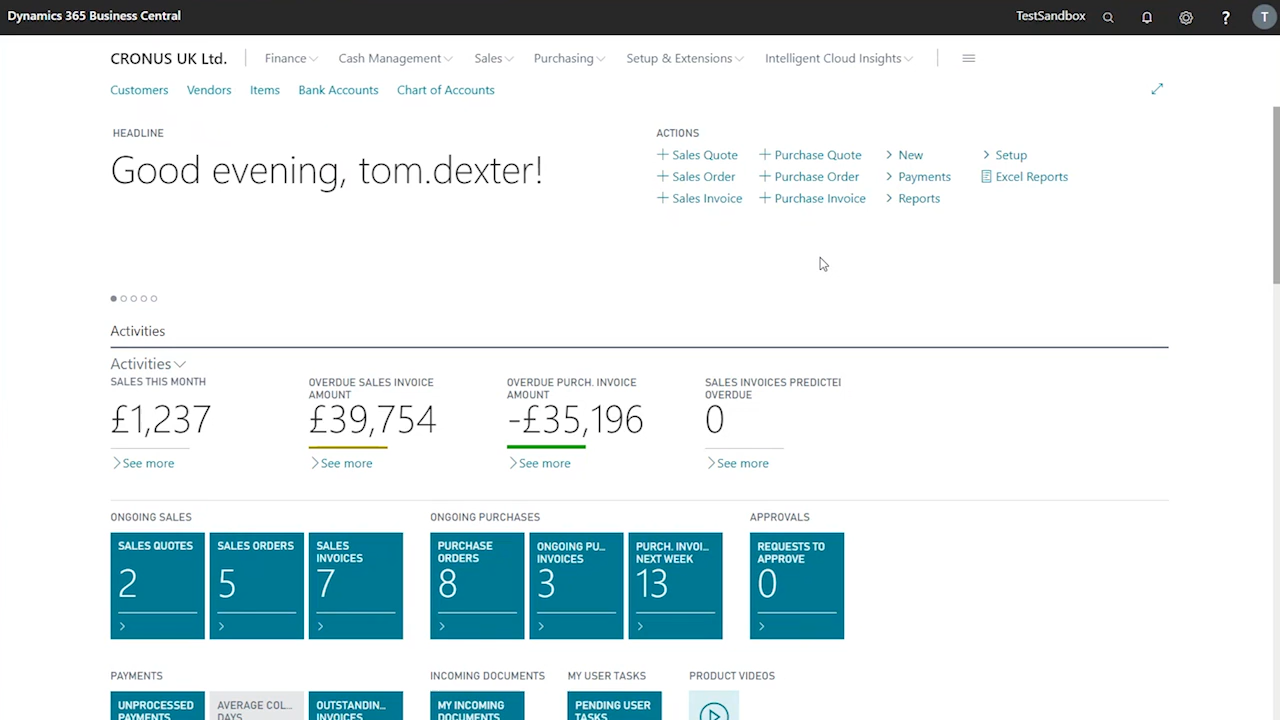 Dynamics 365 Business Central
TestSandbox
?
T
CRONUS UK Ltd.
Finance
Cash Management
Sales
Purchasing
Setup & Extensions
Intelligent Cloud Insights
Customers
Vendors
Items
Bank Accounts
Chart of Accounts
HEADLINE
Good evening, tom.dexter!
ACTIONS
Sales Quote
Purchase Quote
New
Setup
Sales Order
Purchase Order
Payments
Excel Reports
Sales Invoice
Purchase Invoice
Reports
Activities
Activities
SALES THIS MONTH
£1,237
See more
OVERDUE SALES INVOICE
AMOUNT
£39,754
See more
OVERDUE PURCH. INVOICE
AMOUNT
-£35,196
See more
SALES INVOICES PREDICTEI
OVERDUE
0
See more
ONGOING SALES
SALES QUOTES
2
SALES ORDERS
5
SALES
INVOICES
7
ONGOING PURCHASES
PURCHASE
ORDERS
8
ONGOING PU...
INVOICES
3
PURCH. INVOI...
NEXT WEEK
13
APPROVALS
REQUESTS TO
APPROVE
0
PAYMENTS
UNPROCESSED
PAYMENTS
AVERAGE COL...
DAYS
OUTSTANDIN...
INVOICES
INCOMING DOCUMENTS
MY INCOMING
DOCUMENTS
MY USER TASKS
PENDING USER
TASKS
PRODUCT VIDEOS